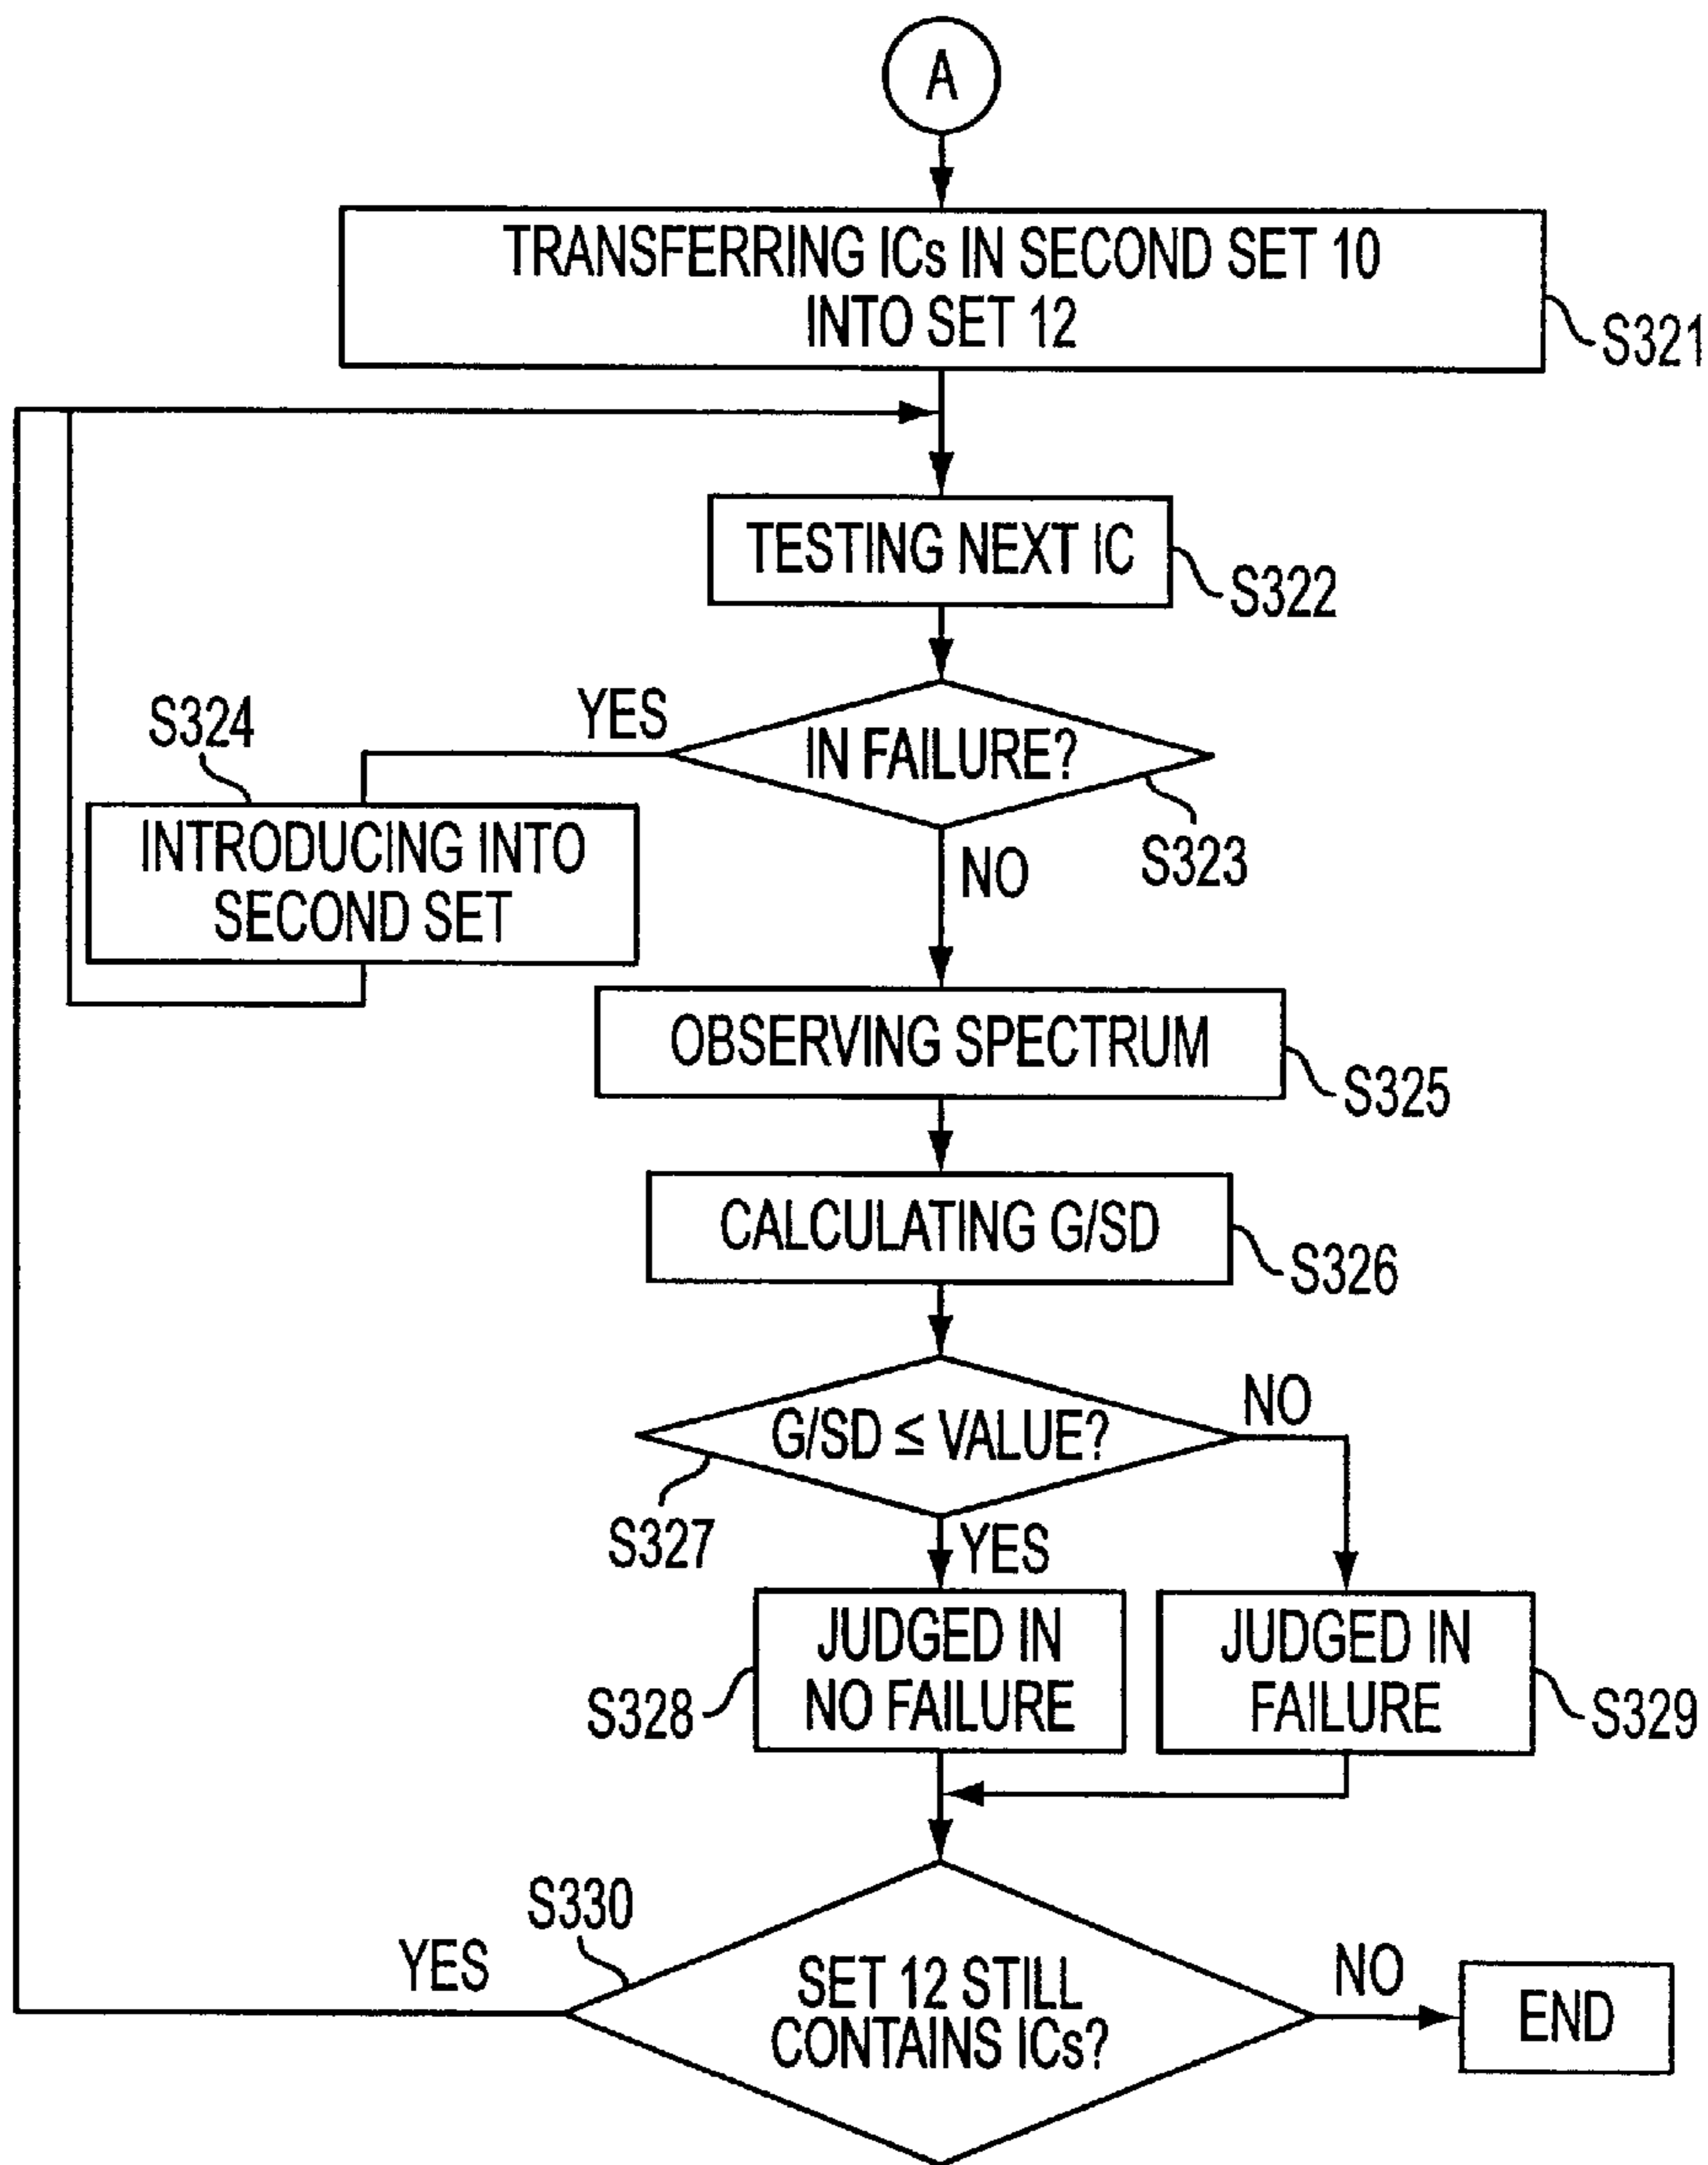 A
TRANSFERRING ICs IN SECOND SET 10
INTO SET 12
S321
TESTING NEXT IC
S322
YES
IN FAILURE?
S323
S324
INTRODUCING INTO
SECOND SET
NO
OBSERVING SPECTRUM
S325
CALCULATING G/SD
S326
G/SD ≤ VALUE?
NO
S327
YES
JUDGED IN
NO FAILURE
S328
JUDGED IN
FAILURE
S329
S330
YES
SET 12 STILL
CONTAINS ICs?
NO
END